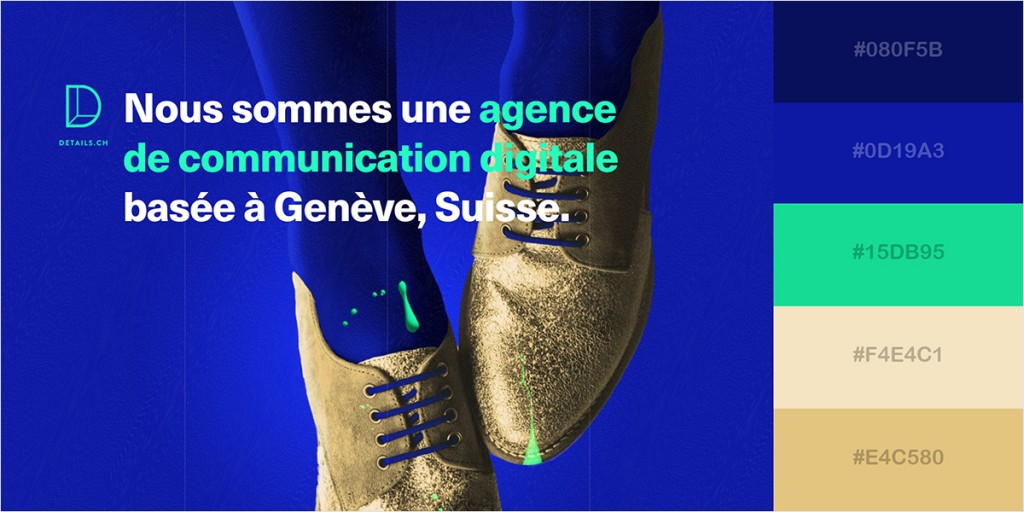 DETAILS.CH
Nous sommes une agence
de communication digitale
basée à Genève, Suisse.
#080F5B
#0D19A3
#15DB95
#F4E4C1
#E4C580